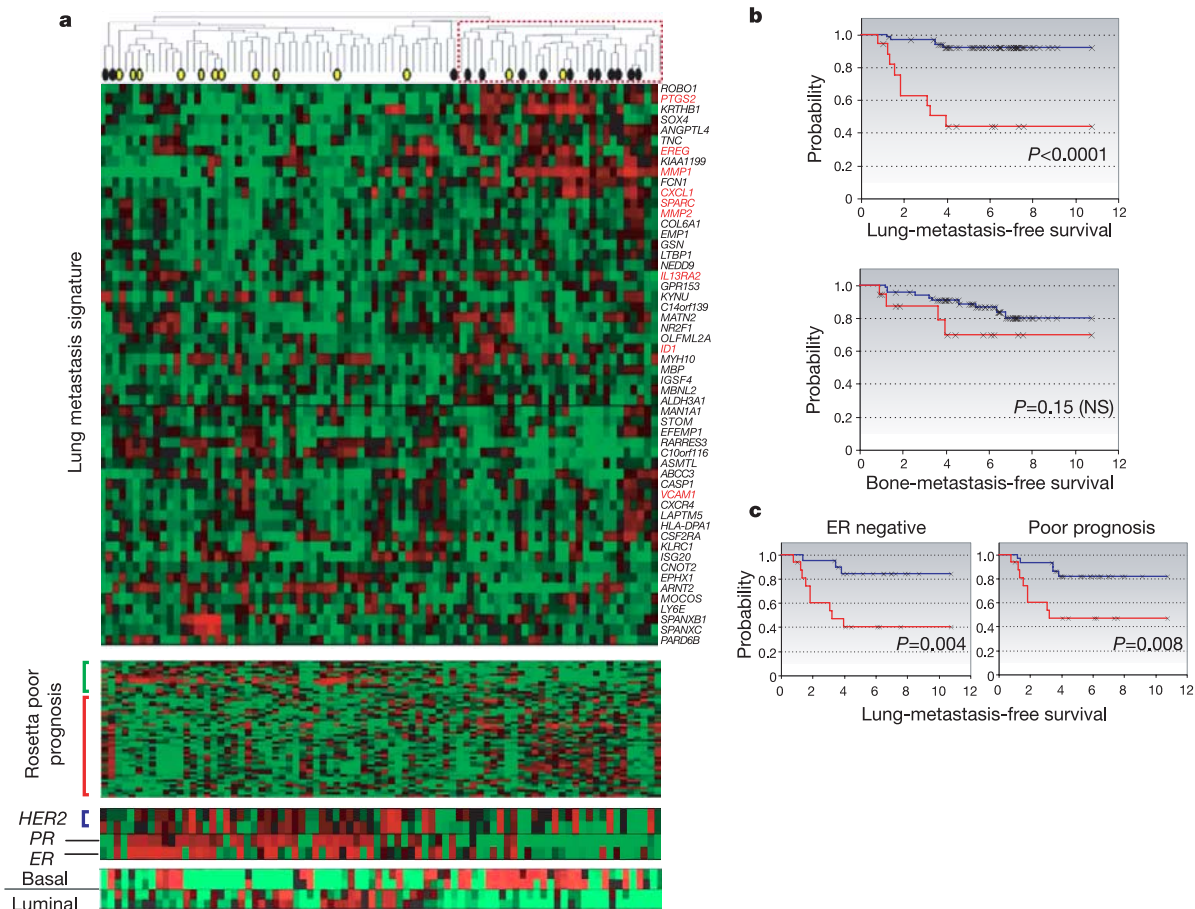 a
Lung metastasis signature
ROBO1
PTGS2
KRTHB1
SOX4
ANGPTL4
TNC
EREG
KIAA1199
MMP1
FCN1
CXCL1
SPARC
MMP2
COL6A1
EMP1
GSN
LTBP1
NEDD9
IL13RA2
GPR153
KYNU
C14orf139
MATN2
NR2F1
OLFML2A
ID1
MYH10
MBP
IGSF4
MBNL2
ALDH3A1
MAN1A1
STOM
EFEMP1
RARRES3
C10orf116
ASMTL
ABCC3
CASP1
VCAM1
CXCR4
LAPTM5
HLA-DPA1
CSF2RA
KLRC1
ISG20
CNOT2
EPHX1
ARNT2
MOCOS
LY6E
SPANXB1
SPANXC
PARD6B
Rosetta poor
prognosis
HER2
PR
ER
Basal
Luminal
b
Probability
1.0
0.8
0.6
0.4
0.2
0
P<0.0001
0 2 4 6 8 10 12
Lung-metastasis-free survival
Probability
1.0
0.8
0.6
0.4
0.2
0
P=0.15 (NS)
0 2 4 6 8 10 12
Bone-metastasis-free survival
c
ER negative
Probability
1.0
0.8
0.6
0.4
0.2
0
P=0.004
0 2 4 6 8 10 12
Poor prognosis
1.0
0.8
0.6
0.4
0.2
0
P=0.008
0 2 4 6 8 10 12
Lung-metastasis-free survival